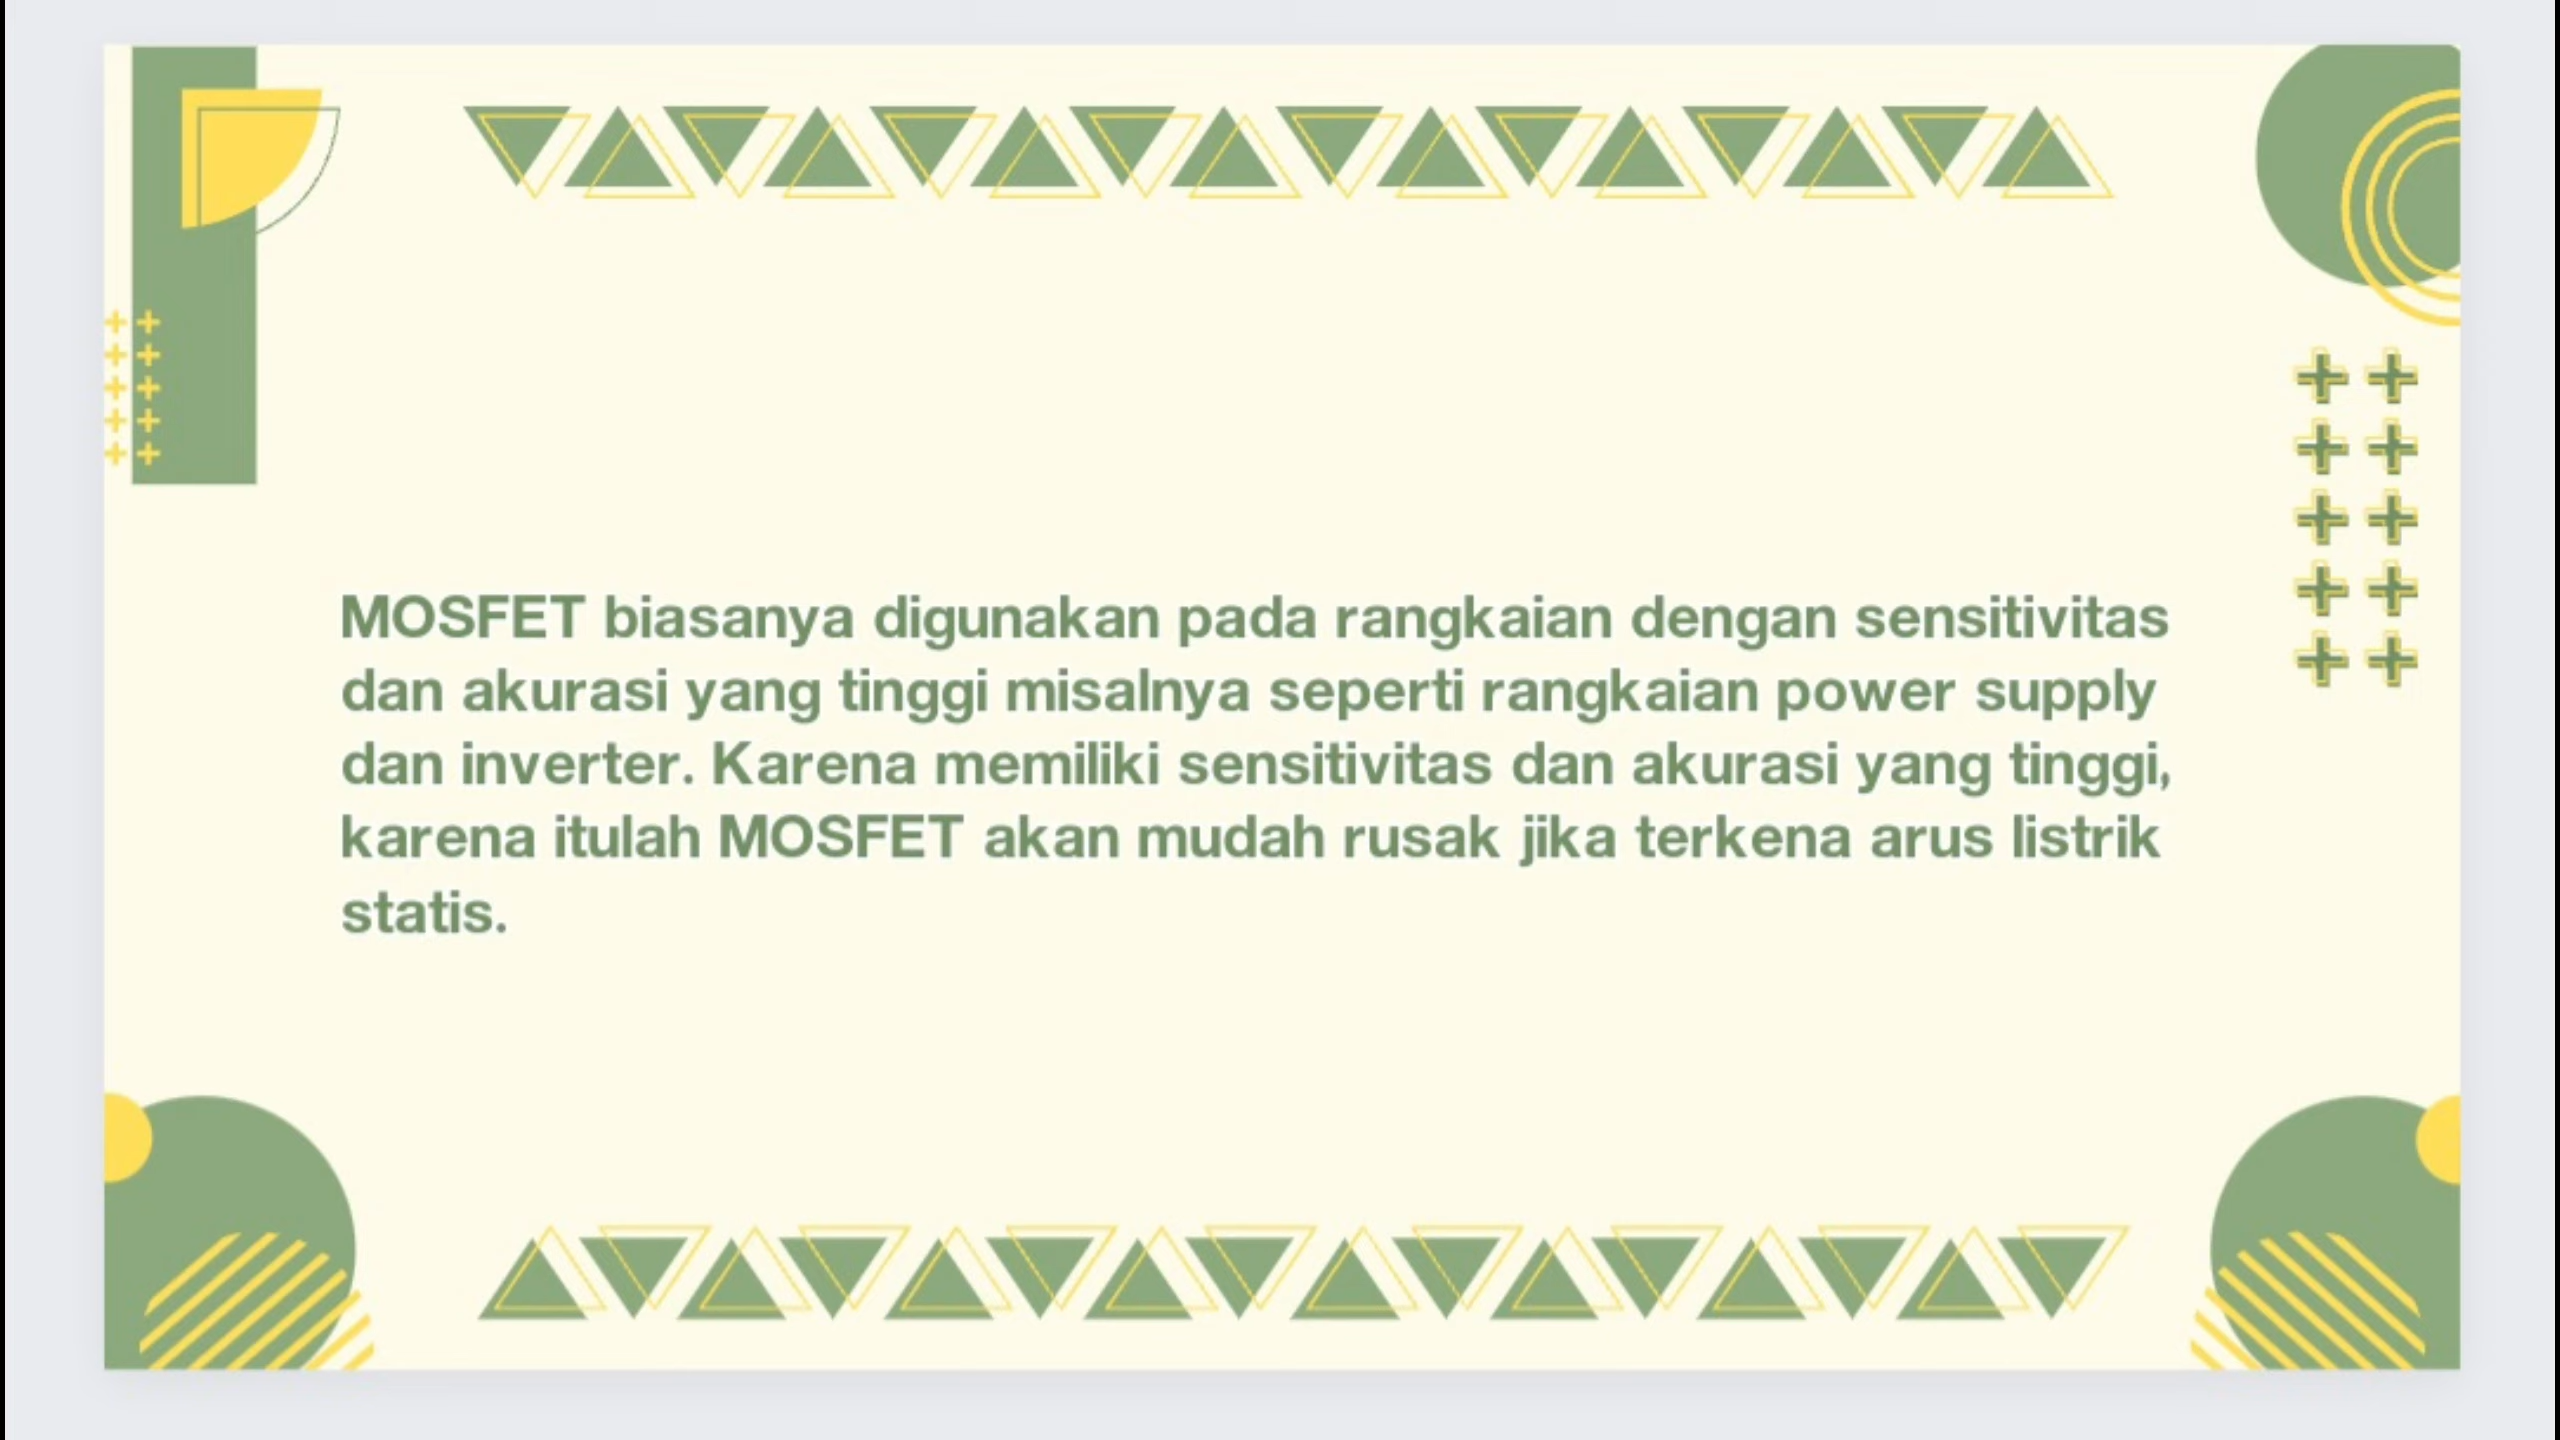 MOSFET biasanya digunakan pada rangkaian dengan sensitivitas
dan akurasi yang tinggi misalnya seperti rangkaian power supply
dan inverter. Karena memiliki sensitivitas dan akurasi yang tinggi,
karena itulah MOSFET akan mudah rusak jika terkena arus listrik
statis.